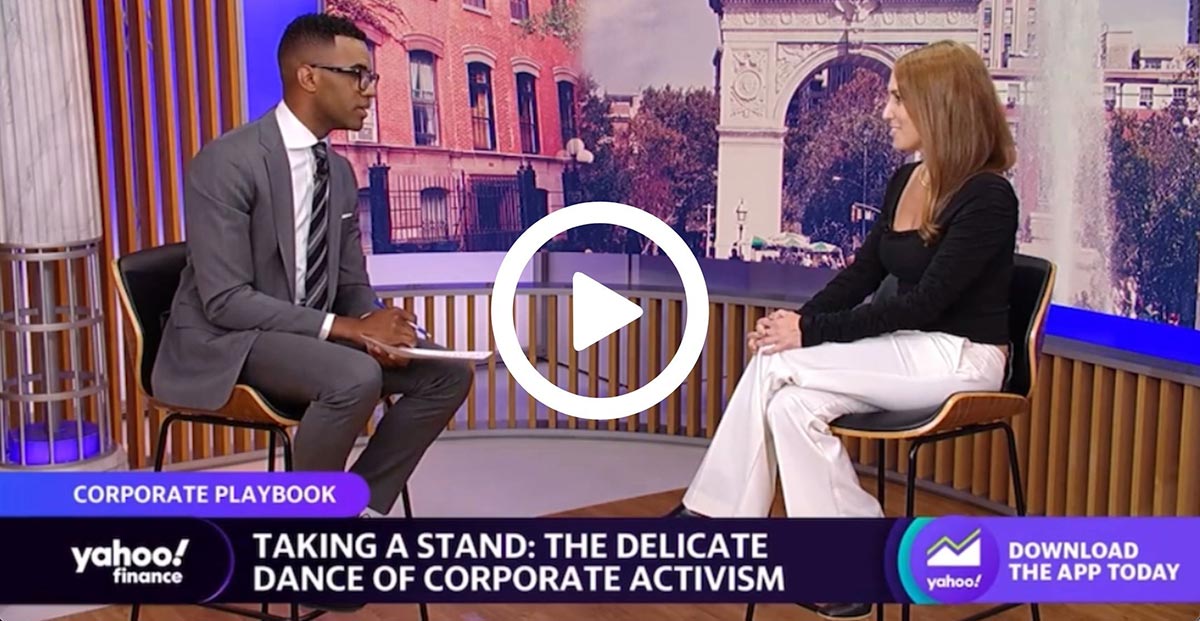 CORPORATE PLAYBOOK
yahoo!
finance
TAKING A STAND: THE DELICATE
DANCE OF CORPORATE ACTIVISM
yahoo!
DOWNLOAD
THE APP TODAY